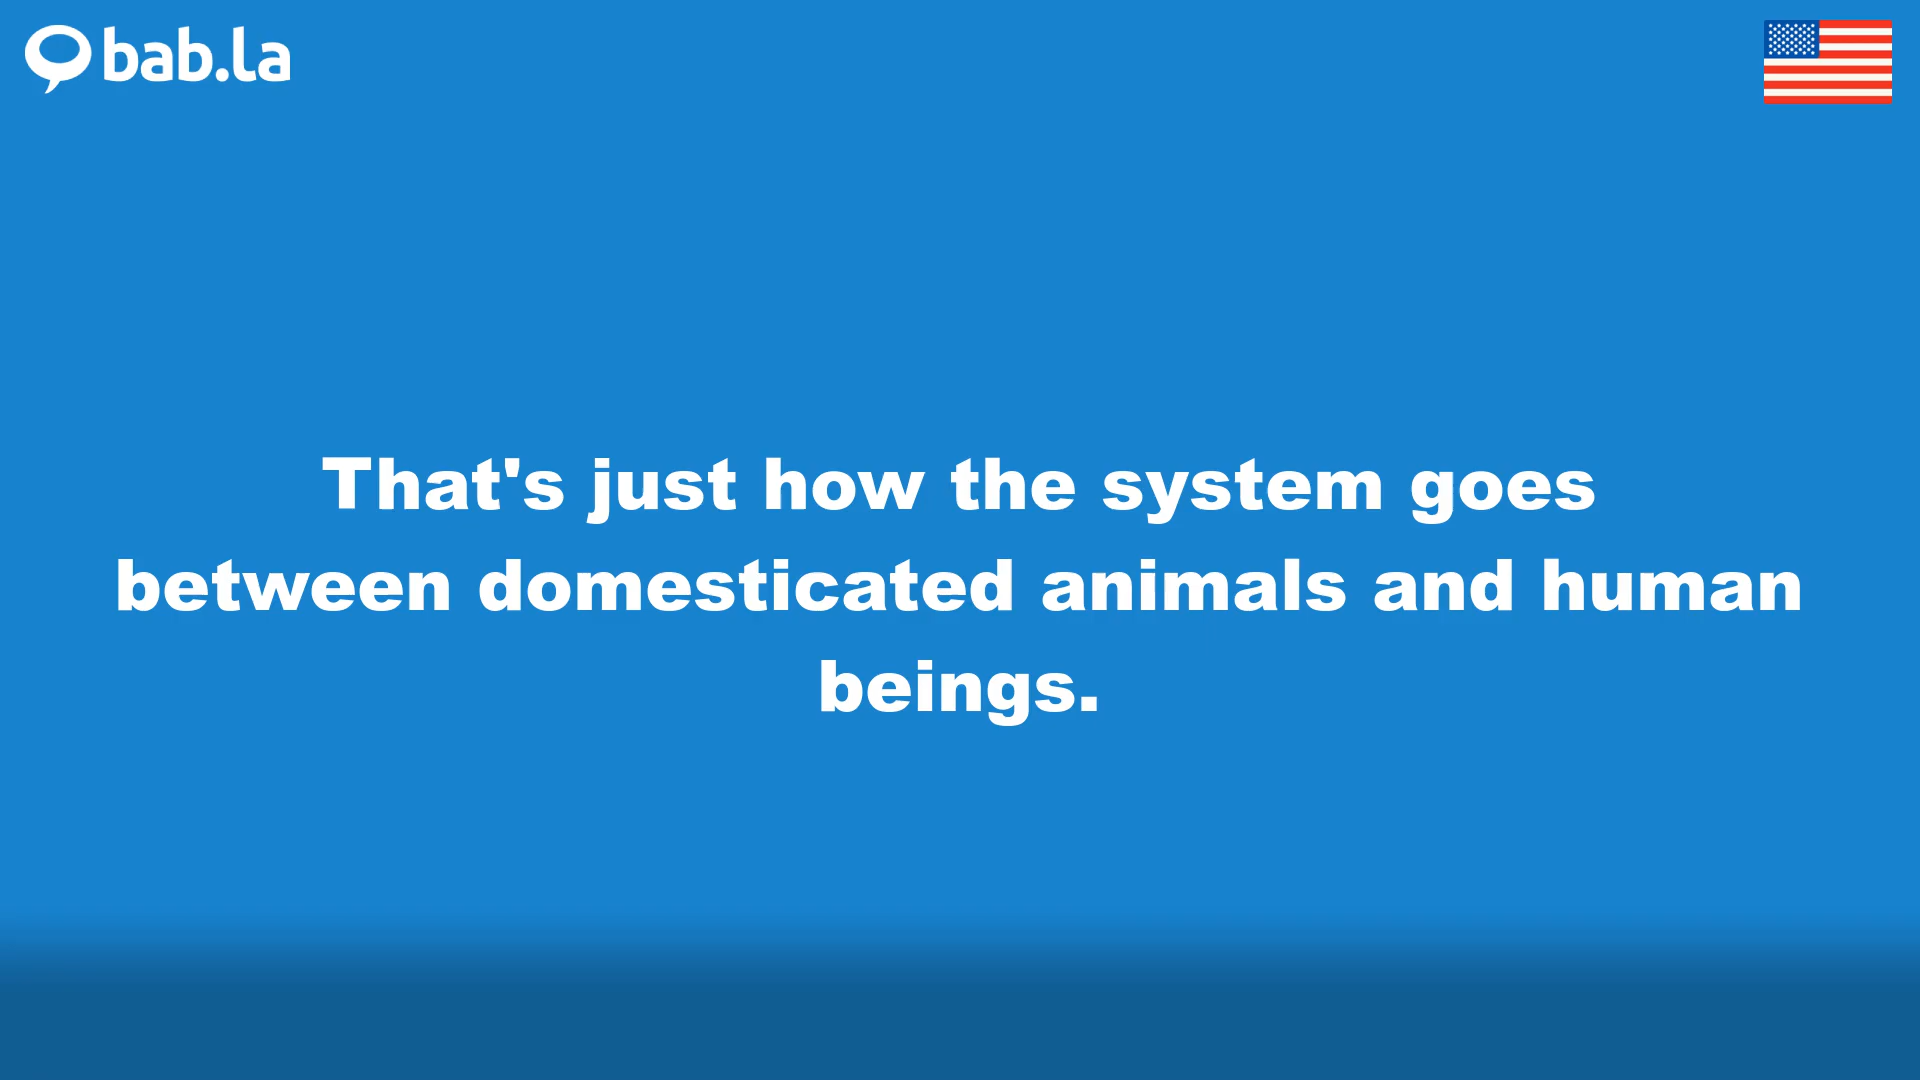 bab.la
That's just how the system goes
between domesticated animals and human
beings.